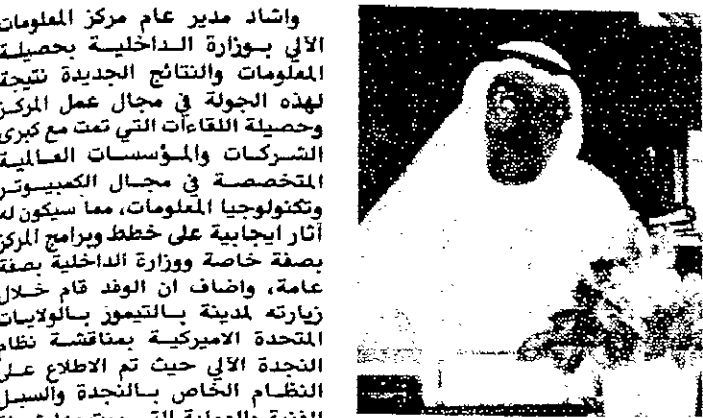 واشاد مدير عام مركز المعلومات
الآلي بوزارة الداخلية بحصيلة
المعلومات والنتائج الجديدة نتيجة
لهذه الجولة في مجال عمل المركز
وحصيلة اللقاءات التي تمت مع كبرى
الشركات والمؤسسات العالمية
المتخصصة في مجال الكمبيوتر
وتكنولوجيا المعلومات، مما سيكون له
آثار ايجابية على خطط وبرامج المركز
بصفة خاصة ووزارة الداخلية بصفة
عامة، واضاف ان الوفد قام خلال
زيارته لمدينة بالتيمور بالولايات
المتحدة الاميركية بمناقشة نظام
النجدة الآلي حيث تم الاطلاع على
النظام الخاص بالنجدة والسبل